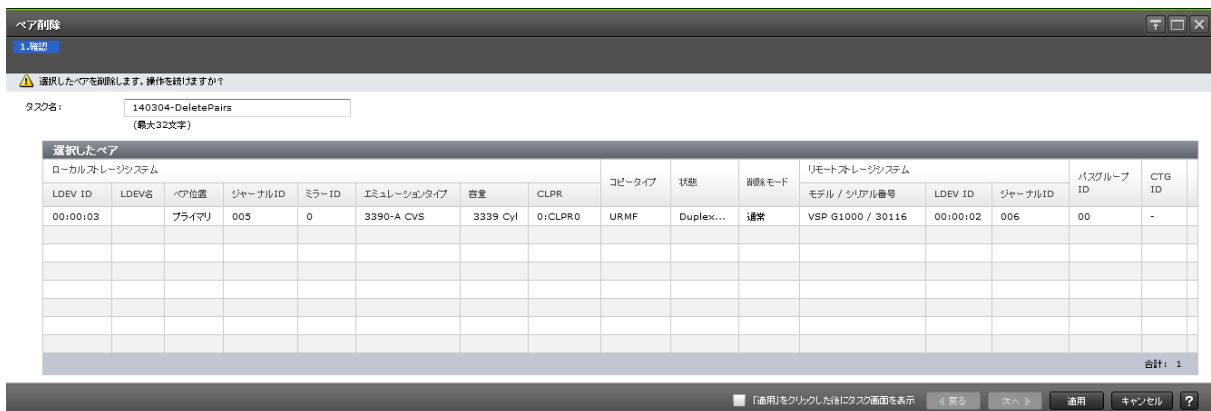 ペア削除
1.確認
選択したペアを削除します。操作を続けますか?
タスク名: 140304-DeletePairs
(最大32文字)
選択したペア
ローカルストレージシステム コピータイプ 状態 削除モード リモートストレージシステム パスグループID CTG ID
LDEV ID LDEV名 ペア位置 ジャーナルID ミラーID エミュレーションタイプ 容量 CLPR モデル / シリアル番号 LDEV ID ジャーナルID
00:00:03 プライマリ 005 0 3390-A CVS 3339 Cyl 0:CLPR0 URMF Duplex... 通常 VSP G1000 / 30116 00:00:02 006 00 -
合計: 1
「適用」をクリックした後にタスク画面を表示 戻る 次へ 適用 キャンセル ?